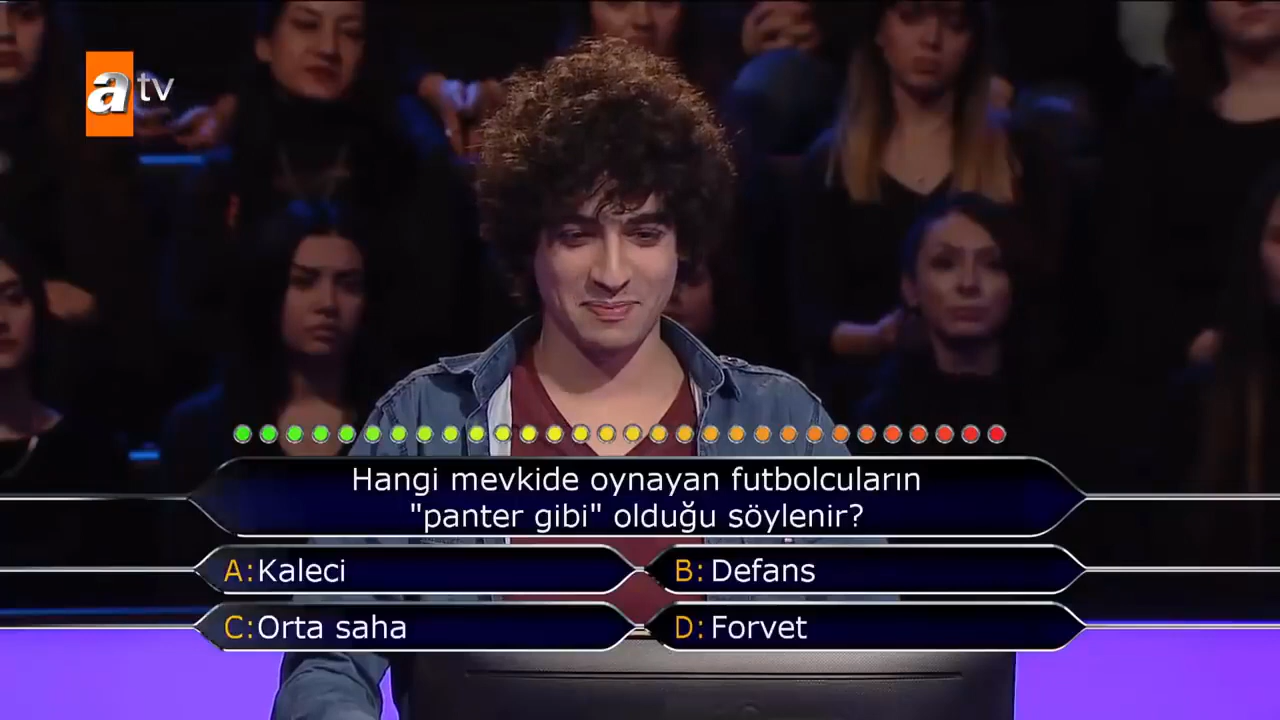 atv
Hangi mevkide oynayan futbolcuların
"panter gibi" olduğu söylenir?
A: Kaleci
B: Defans
C: Orta saha
D: Forvet